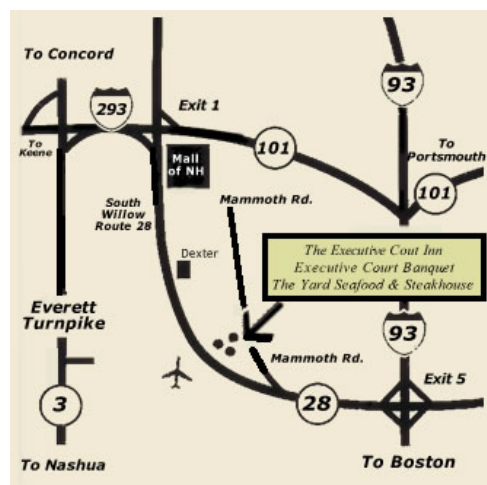 To Concord
93
293
Exit 1
101
To
Keene
To
Portsmouth
Mall
of NH
101
South
Willow
Route 28
Mammoth Rd.
The Executive Cout Inn
Executive Court Banquet
The Yard Seafood & Steakhouse
Dexter
Everett
Turnpike
93
Mammoth Rd.
Exit 5
3
28
To Nashua
To Boston